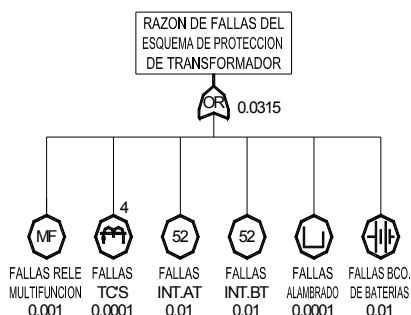 RAZON DE FALLAS DEL
ESQUEMA DE PROTECCION
DE TRANSFORMADOR
OR
0.0315
4
MF
52
52
FALLAS RELE
MULTIFUNCION
0.001
FALLAS
TC'S
0.0001
FALLAS
INT.AT
0.01
FALLAS
INT.BT
0.01
FALLAS
ALAMBRADO
0.0001
FALLAS BCO.
DE BATERIAS
0.01